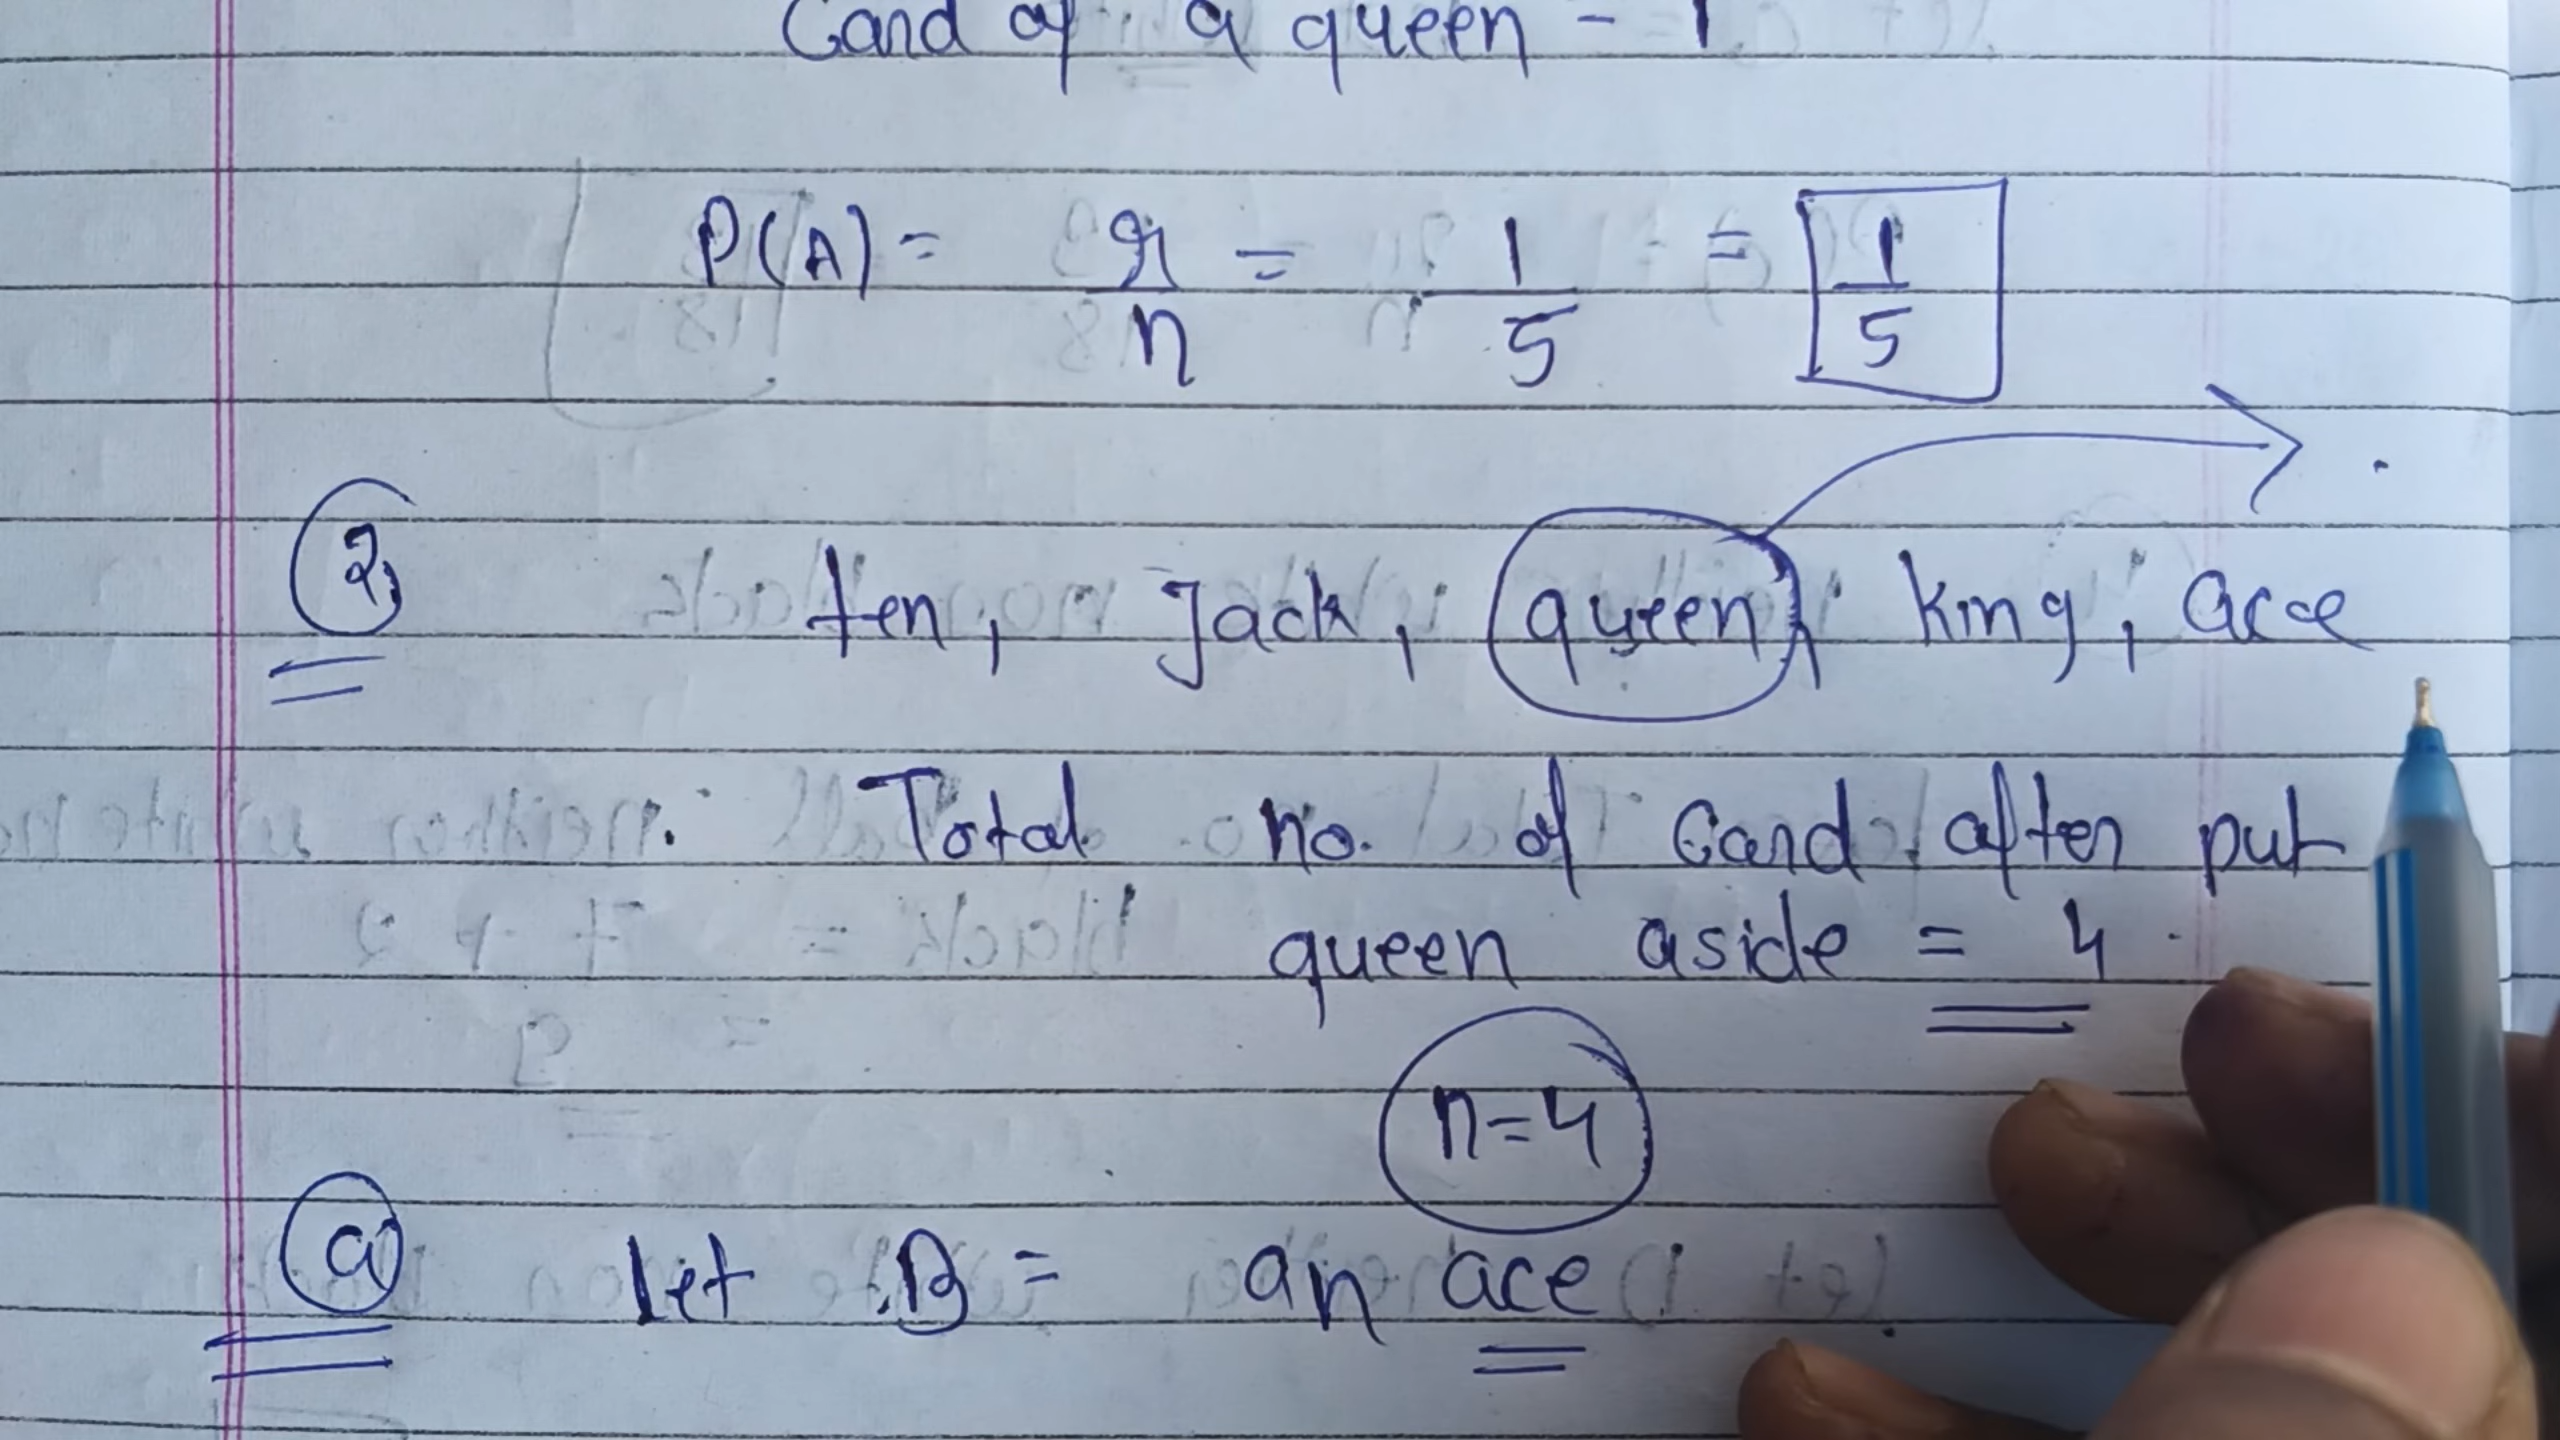 Card of a queen - 1
P(A) = r/n = 1/5 = 1/5
2) ten, Jack, queen, king, ace
Total no. of Card after put
queen aside = 4
n=4
a) let B = an ace